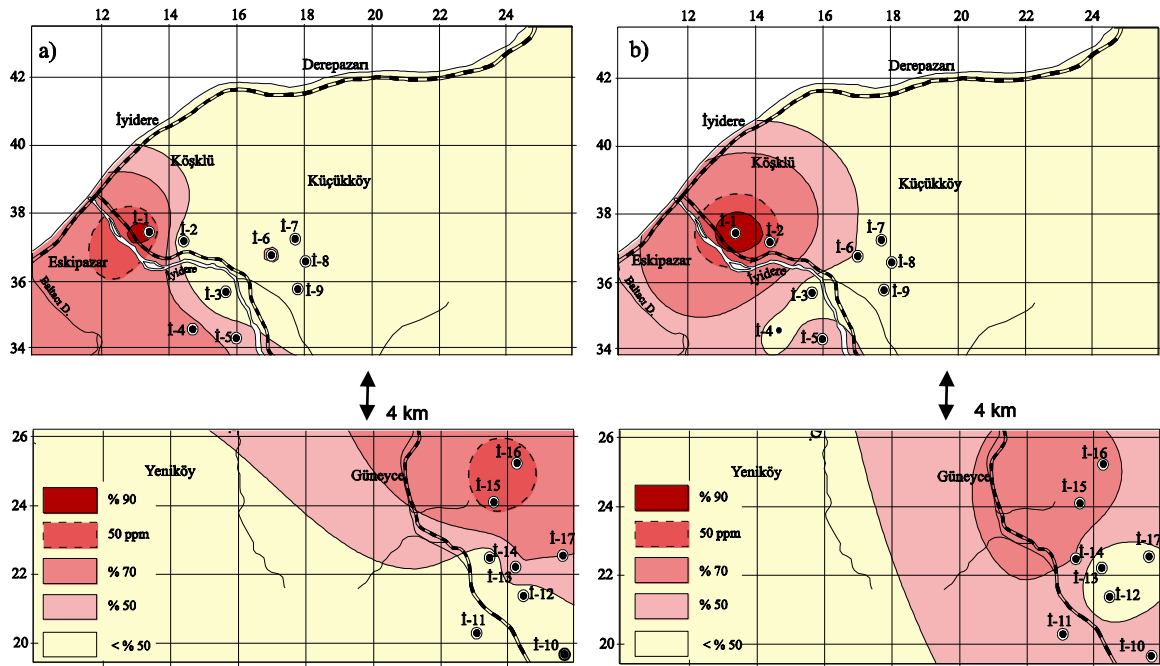 12 14 16 18 20 22 24
a)
42
40
38
36
34
Derepazarı
İyidere
Köşklü
Küçükköy
İ-1
İ-2
İ-7
İ-6
İ-8
Eskipazar
İyidere
Baltacı D.
İ-9
İ-3
İ-4
İ-5
12 14 16 18 20 22 24
b)
42
40
38
36
34
Derepazarı
İyidere
Köşklü
Küçükköy
İ-1
İ-2
İ-7
İ-6
İ-8
Eskipazar
İyidere
Baltacı D.
İ-9
İ-3
İ-4
İ-5
4 km
4 km
26
24
22
20
Yeniköy
Güneyce
İ-16
İ-15
İ-17
İ-14
İ-13
İ-12
İ-11
İ-10
% 90
50 ppm
% 70
% 50
< % 50
26
24
22
20
Yeniköy
Güneyce
İ-16
İ-15
İ-17
İ-14
İ-13
İ-12
İ-11
İ-10
% 90
50 ppm
% 70
% 50
< % 50